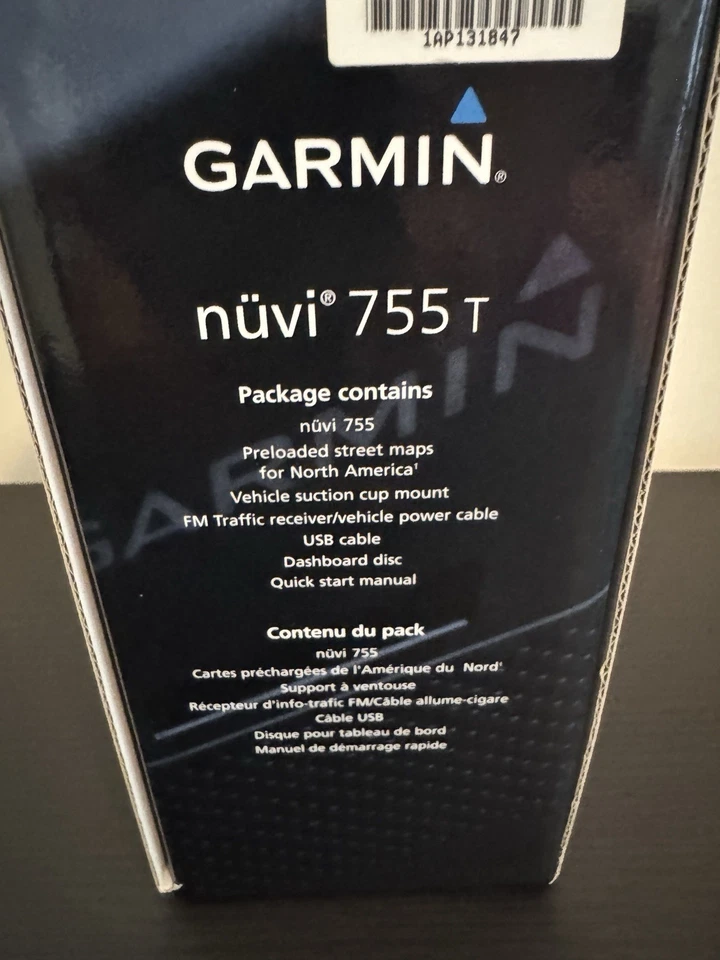 1AP131847
GARMIN®
nüvi® 755 T
GARMIN
Package contains
nüvi 755
Preloaded street maps
for North America†
Vehicle suction cup mount
FM Traffic receiver/vehicle power cable
USB cable
Dashboard disc
Quick start manual
Contenu du pack
nüvi 755
Cartes préchargées de l'Amérique du Nord†
Support à ventouse
Récepteur d'info-trafic FM/Câble allume-cigare
Câble USB
Disque pour tableau de bord
Manuel de démarrage rapide